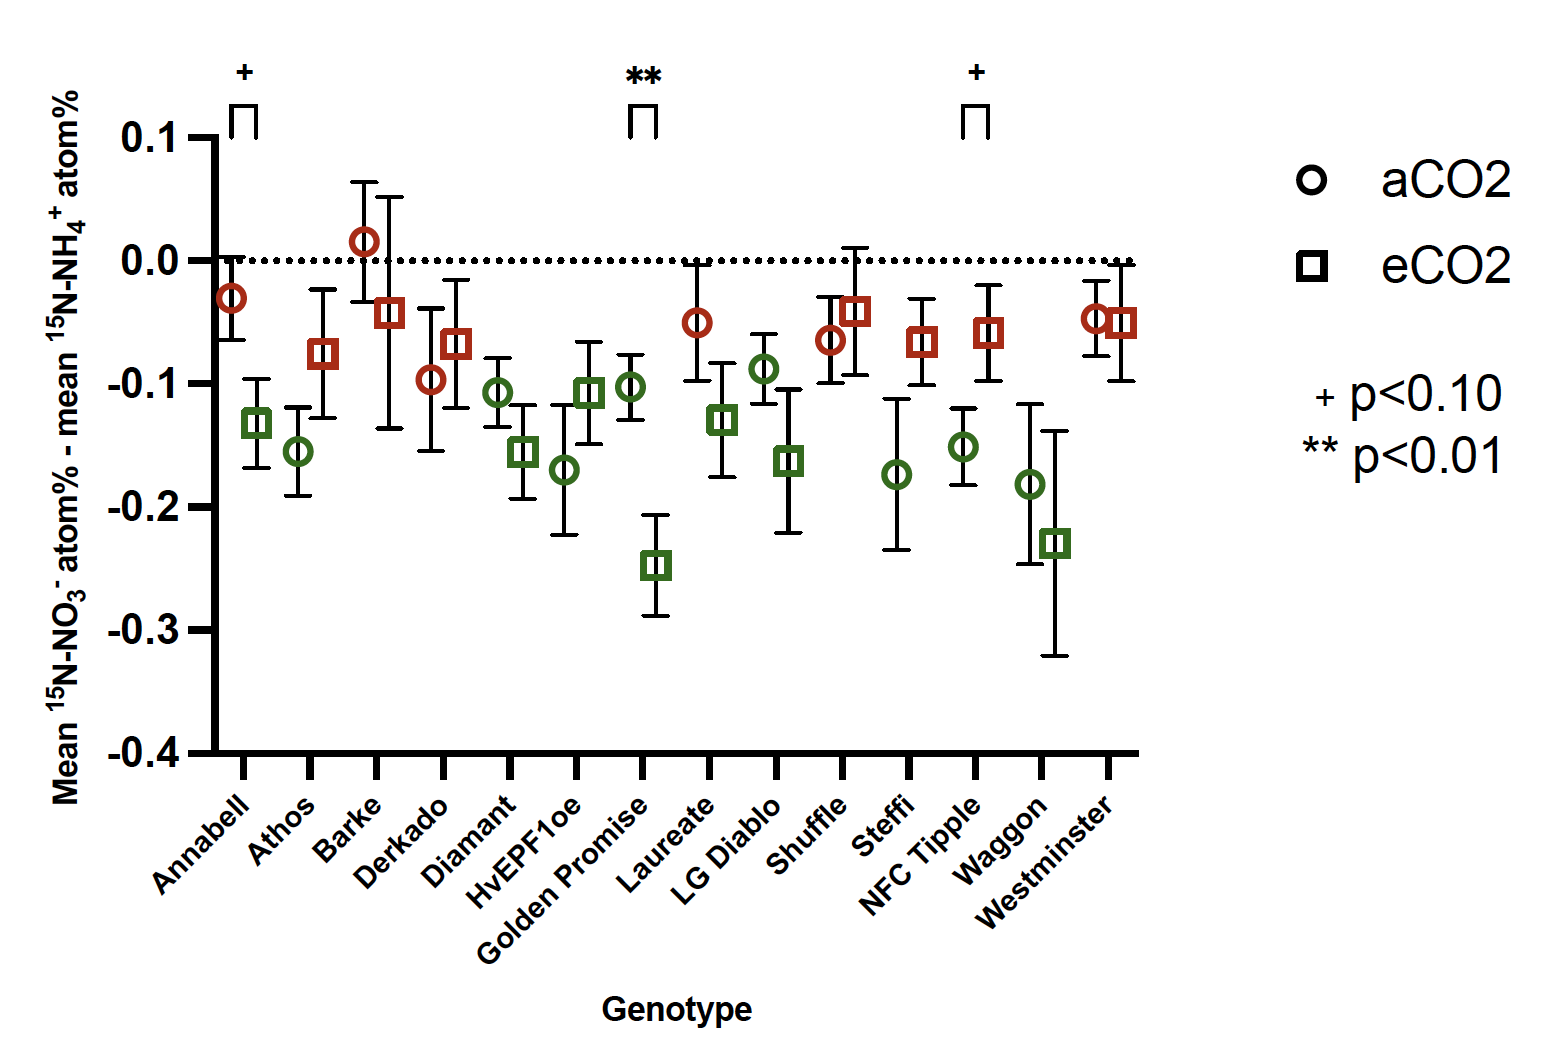 +
**
+
Mean ¹⁵N-NO₃⁻ atom% - mean ¹⁵N-NH₄⁺ atom%
0.1
0.0
-0.1
-0.2
-0.3
-0.4
Annabell
Athos
Barke
Derkado
Diamant
HvEPF1oe
Golden Promise
Laureate
LG Diablo
Shuffle
Steffi
NFC Tipple
Waggon
Westminster
Genotype
aCO2
eCO2
+ p<0.10
** p<0.01